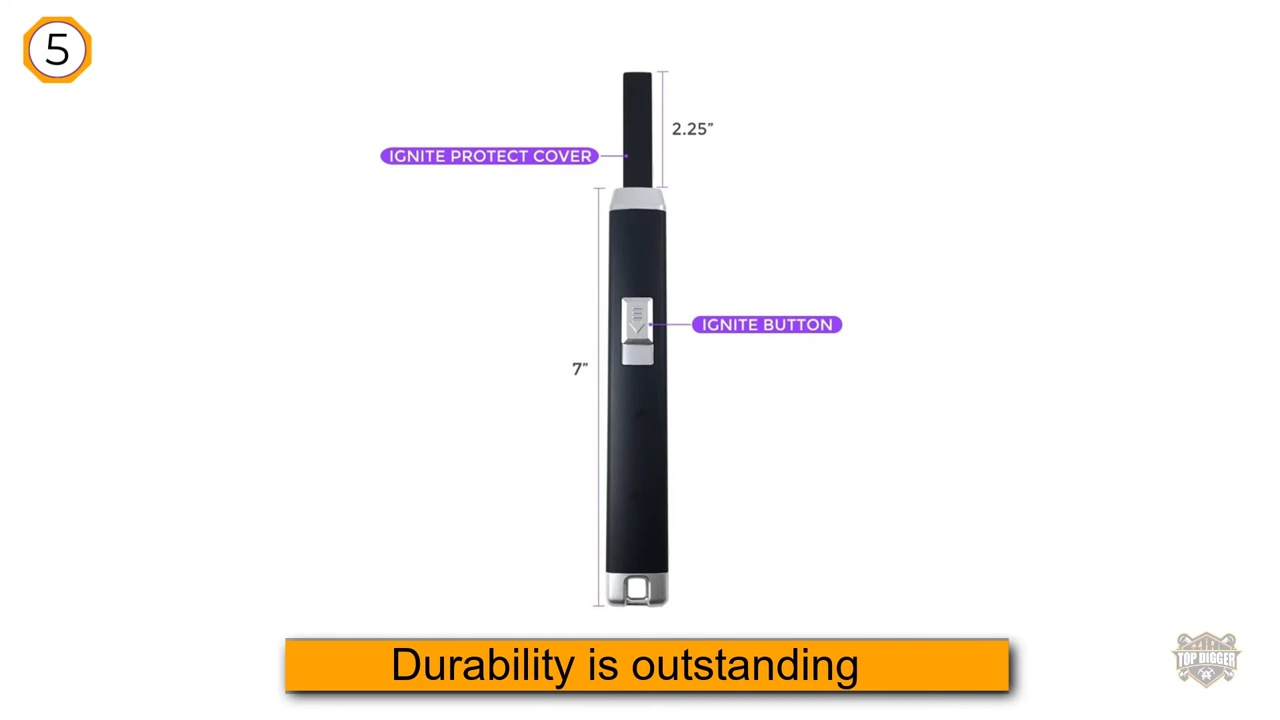 5
2.25”
IGNITE PROTECT COVER
IGNITE BUTTON
7”
Durability is outstanding
TOP DIGGER